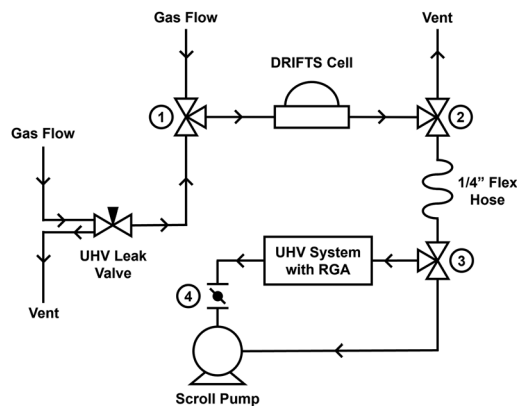 Gas Flow
Vent
DRIFTS Cell
1
2
Gas Flow
1/4” Flex
Hose
UHV Leak
Valve
UHV System
with RGA
3
4
Vent
Scroll Pump